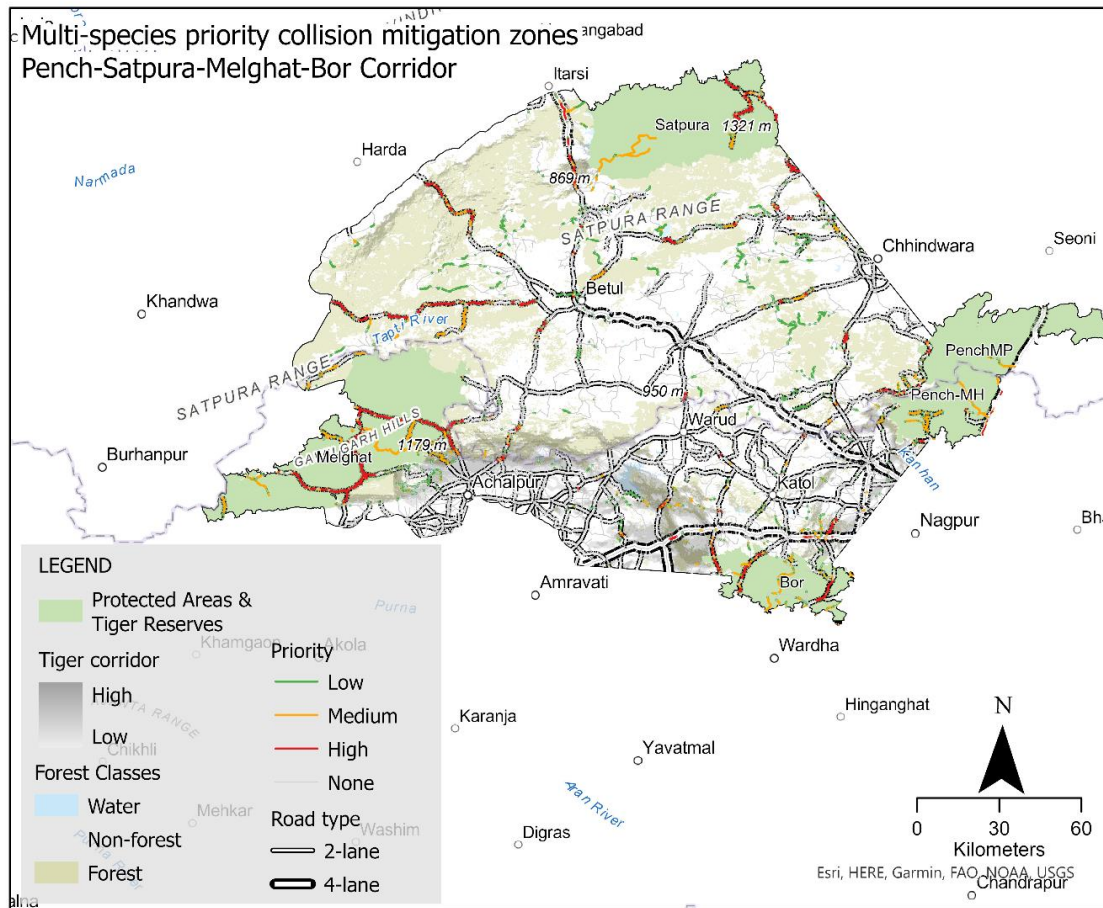 Multi-species priority collision mitigation zones
Pench-Satpura-Melghat-Bor Corridor
angabad
Itarsi
Satpura
1321 m
Harda
Narmada
869 m
SATPURA RANGE
Chhindwara
Seoni
Khandwa
Betul
Tapti River
PenchMP
SATPURA RANGE
950 m
Pench-MH
Warud
1179 m
Melghat
Burhanpur
Achalpur
Katol
kanhan
Nagpur
Bha
Amravati
Bor
Wardha
Karanja
Hinganghat
Yavatmal
Digras
LEGEND
Protected Areas &
Tiger Reserves
Purna
Khamgaon
Akola
Tiger corridor
High
Low
Chikhli
Forest Classes
Water
Non-forest
Forest
Mehkar
Washim
Priority
Low
Medium
High
None
Road type
2-lane
4-lane
N
0 30 60
Kilometers
Esri, HERE, Garmin, FAO, NOAA, USGS
Chandrapur
alna